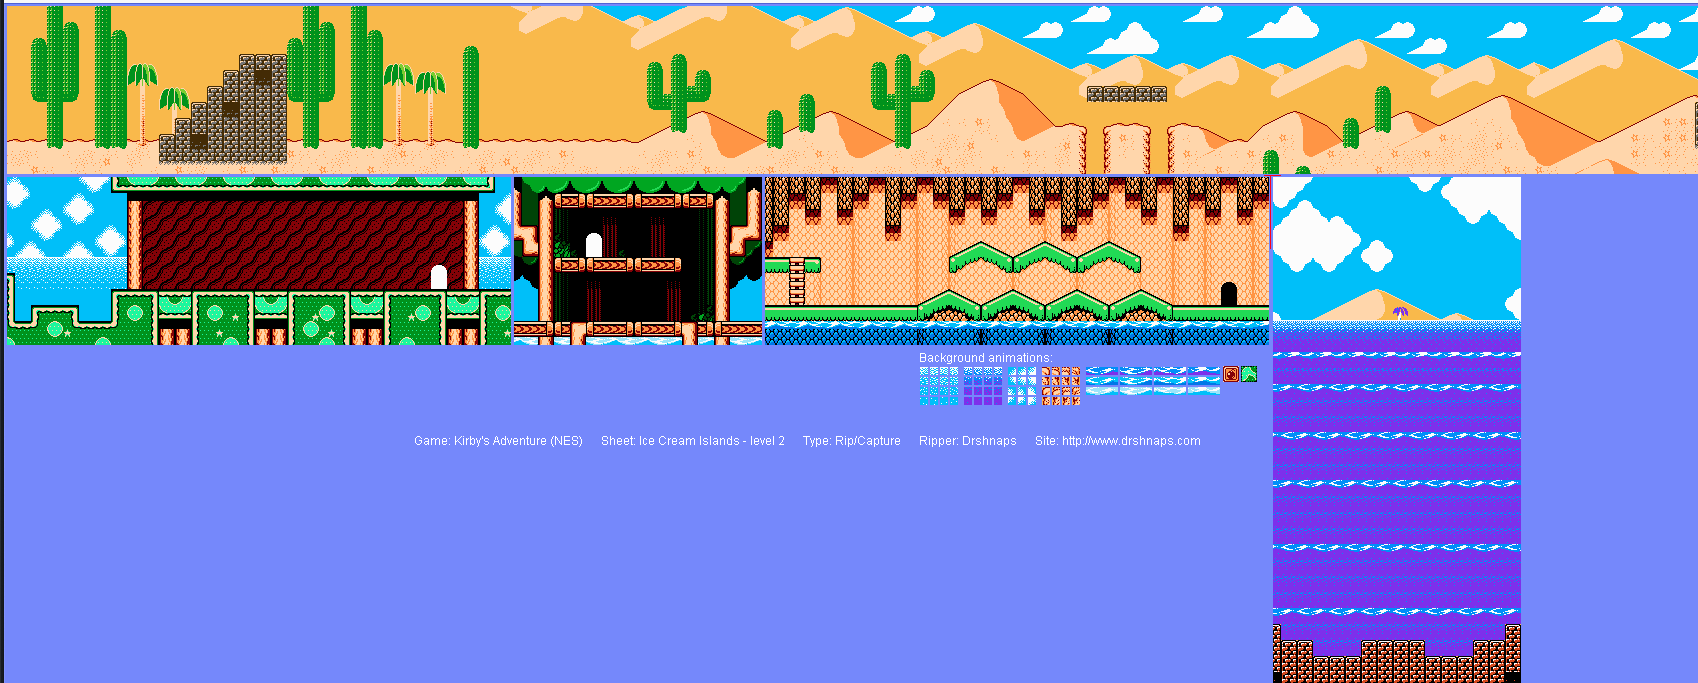 Background animations:
Game: Kirby's Adventure (NES) Sheet: Ice Cream Islands - level 2 Type: Rip/Capture Ripper: Drshnaps Site: http://www.drshnaps.com